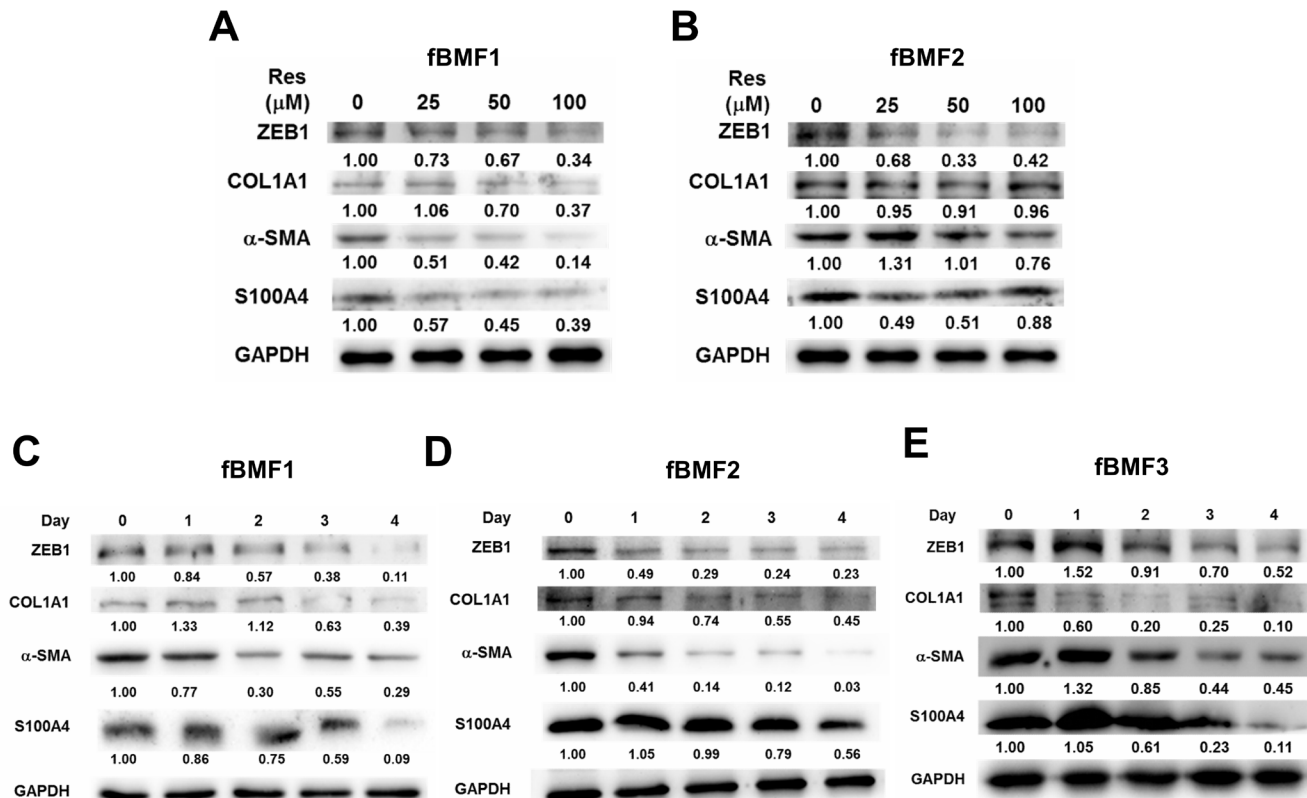 A
fBMF1
Res
(μM) 0 25 50 100
ZEB1
1.00 0.73 0.67 0.34
COL1A1
1.00 1.06 0.70 0.37
α-SMA
1.00 0.51 0.42 0.14
S100A4
1.00 0.57 0.45 0.39
GAPDH
B
fBMF2
Res
(μM) 0 25 50 100
ZEB1
1.00 0.68 0.33 0.42
COL1A1
1.00 0.95 0.91 0.96
α-SMA
1.00 1.31 1.01 0.76
S100A4
1.00 0.49 0.51 0.88
GAPDH
C
fBMF1
Day 0 1 2 3 4
ZEB1
1.00 0.84 0.57 0.38 0.11
COL1A1
1.00 1.33 1.12 0.63 0.39
α-SMA
1.00 0.77 0.30 0.55 0.29
S100A4
1.00 0.86 0.75 0.59 0.09
GAPDH
D
fBMF2
Day 0 1 2 3 4
ZEB1
1.00 0.49 0.29 0.24 0.23
COL1A1
1.00 0.94 0.74 0.55 0.45
α-SMA
1.00 0.41 0.14 0.12 0.03
S100A4
1.00 1.05 0.99 0.79 0.56
GAPDH
E
fBMF3
Day 0 1 2 3 4
ZEB1
1.00 1.52 0.91 0.70 0.52
COL1A1
1.00 0.60 0.20 0.25 0.10
α-SMA
1.00 1.32 0.85 0.44 0.45
S100A4
1.00 1.05 0.61 0.23 0.11
GAPDH